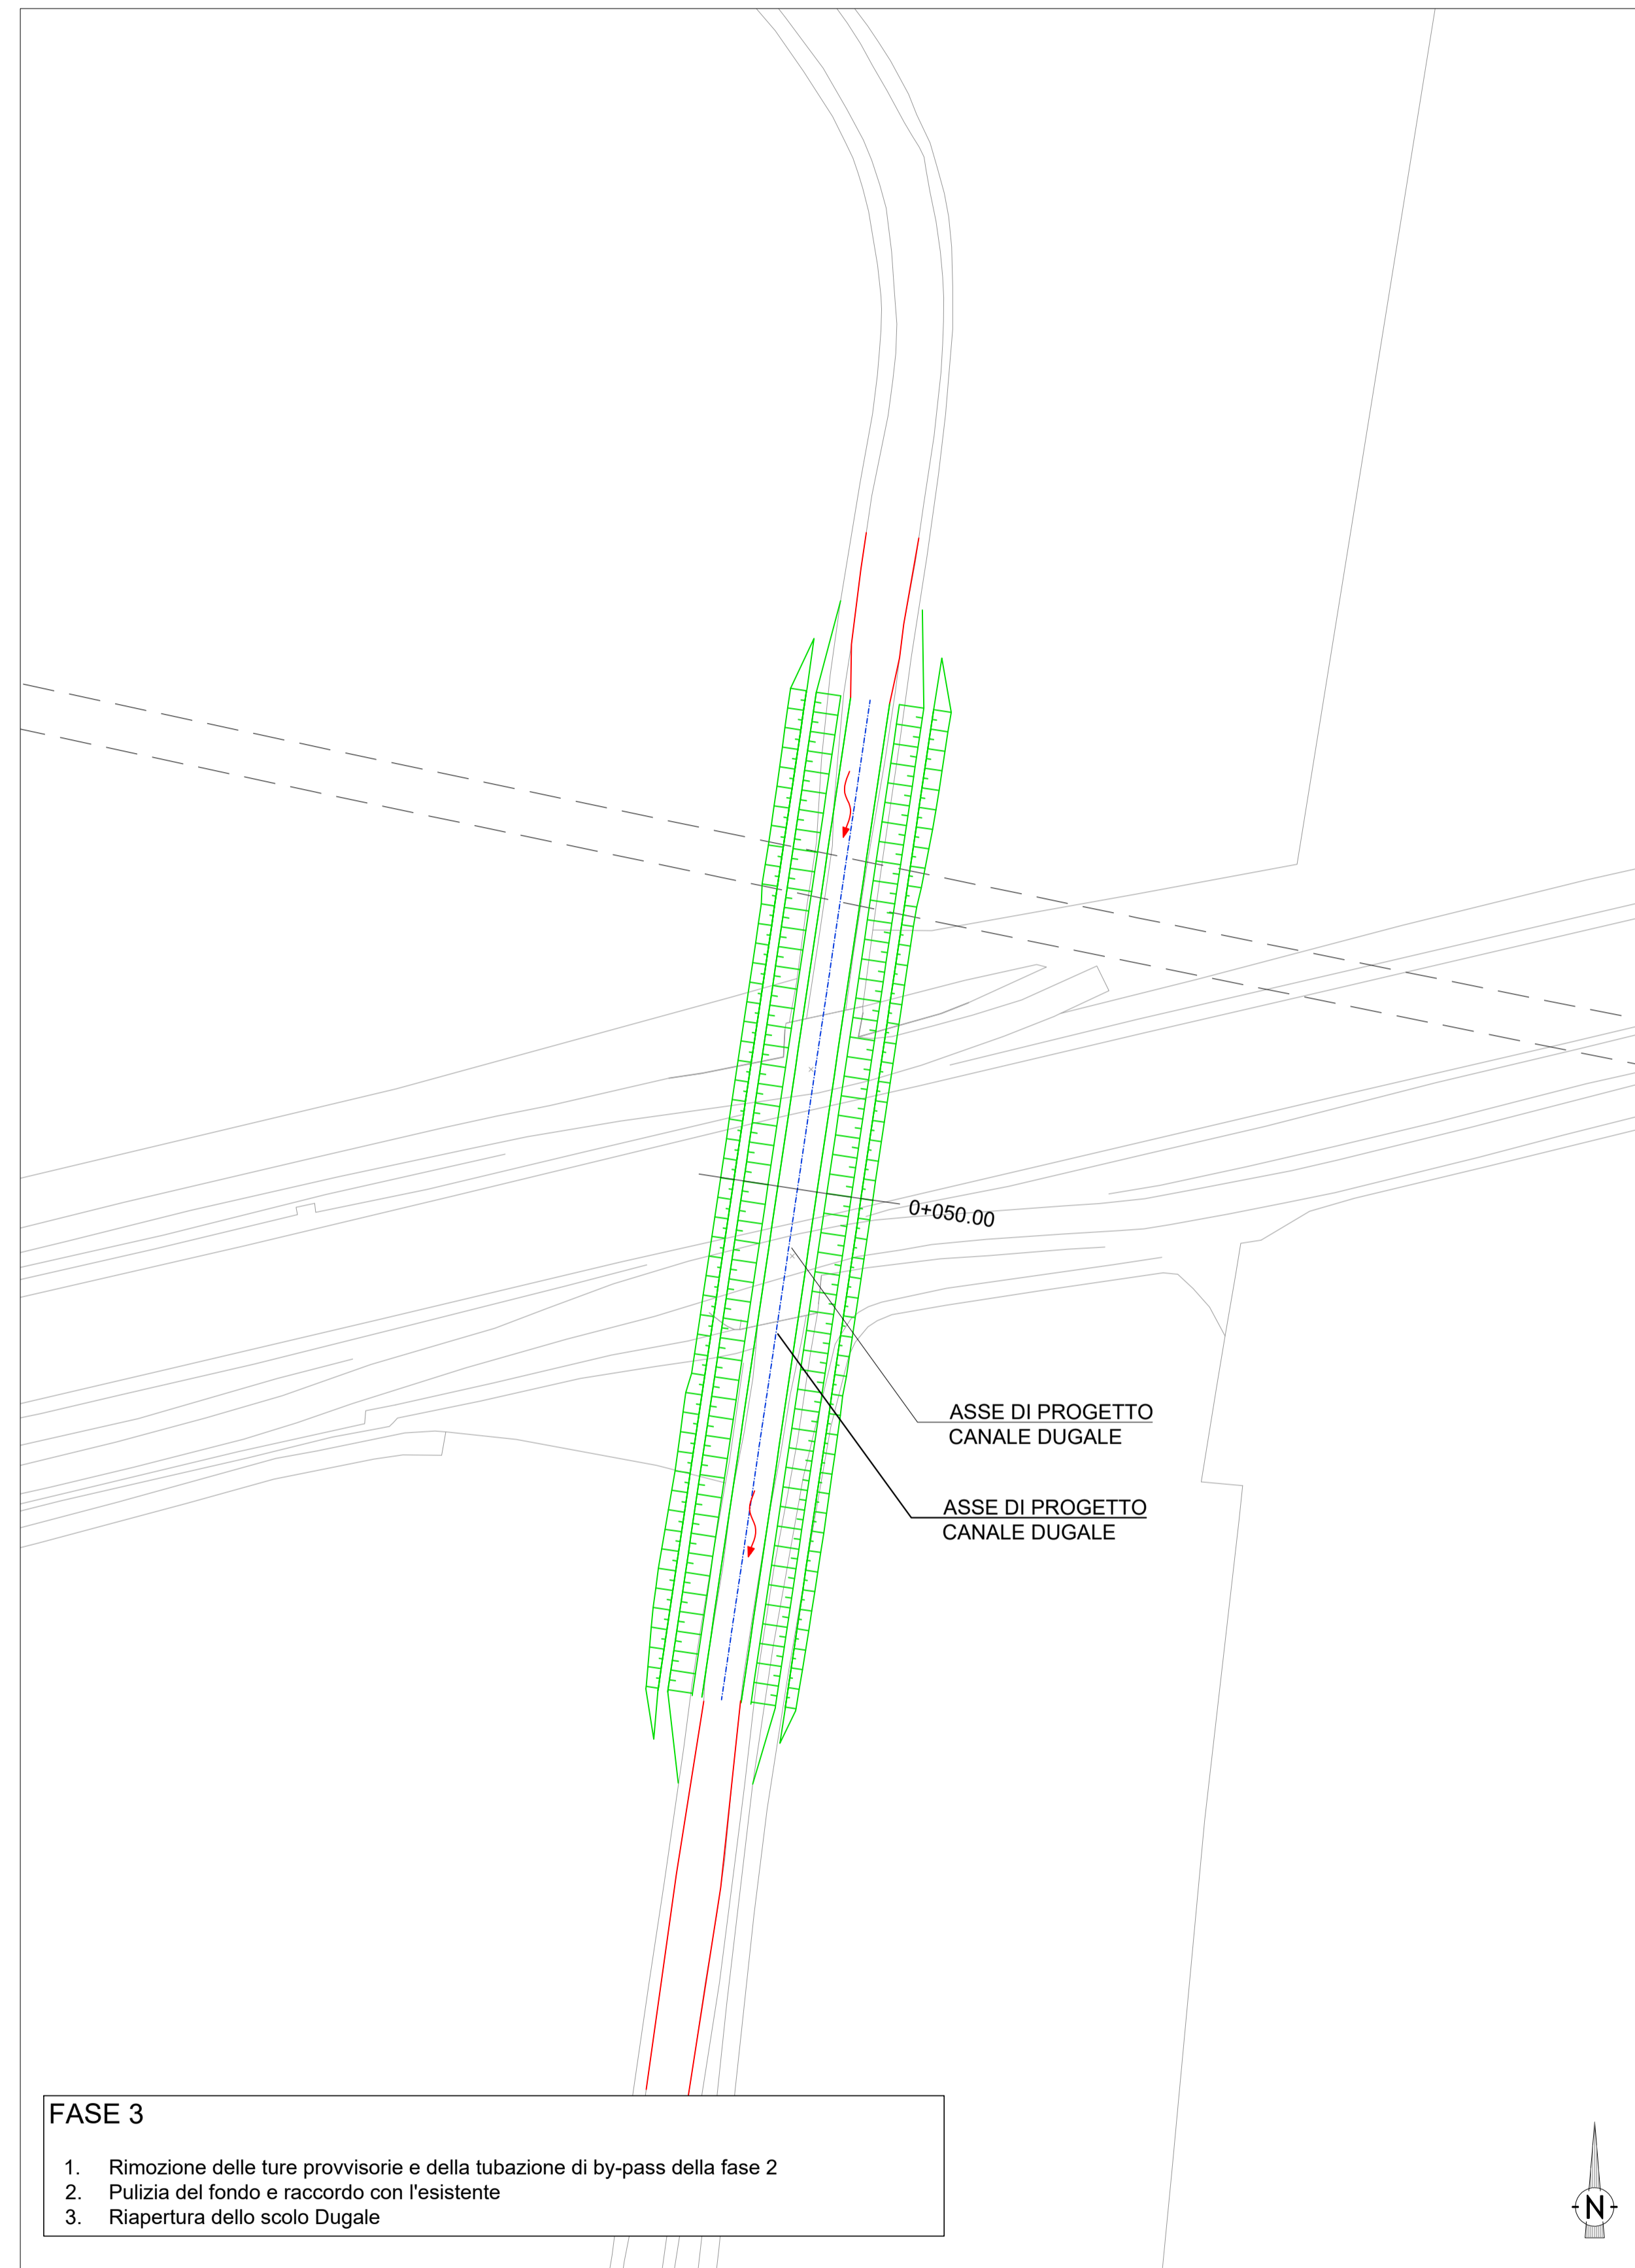 0+050.00
ASSE DI PROGETTO
CANALE DUGALE
ASSE DI PROGETTO
CANALE DUGALE
FASE 3
1. Rimozione delle ture provvisorie e della tubazione di by-pass della fase 2
2. Pulizia del fondo e raccordo con l'esistente
3. Riapertura dello scolo Dugale
N